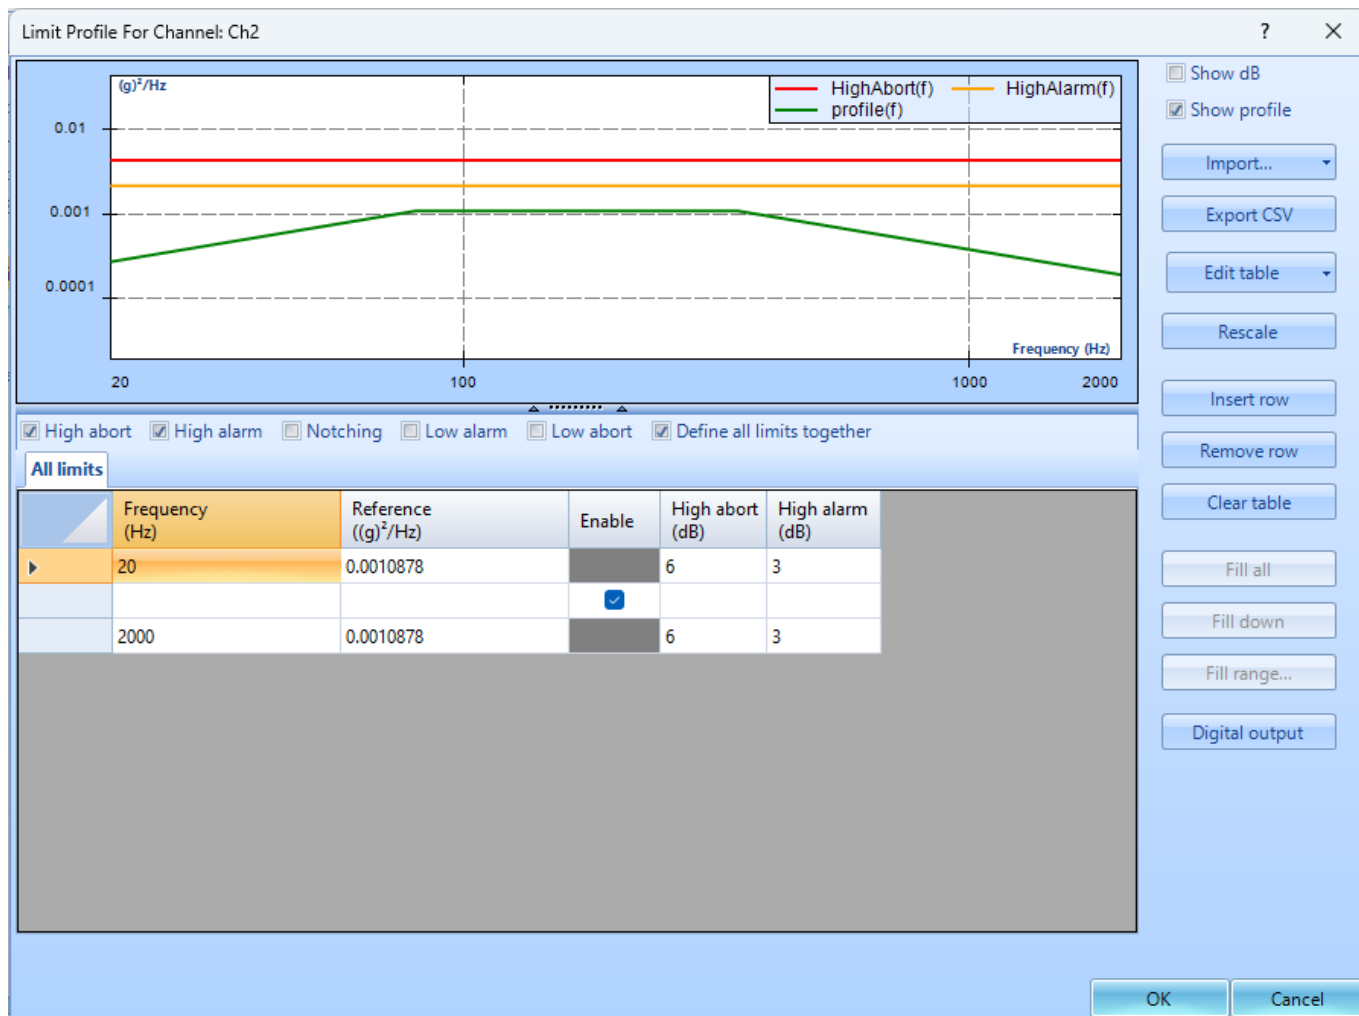 Limit Profile For Channel: Ch2
?
(g)²/Hz
HighAbort(f)
HighAlarm(f)
profile(f)
0.01
0.001
0.0001
Frequency (Hz)
20
100
1000
2000
Show dB
Show profile
Import...
Export CSV
Edit table
Rescale
Insert row
Remove row
Clear table
Fill all
Fill down
Fill range...
Digital output
High abort
High alarm
Notching
Low alarm
Low abort
Define all limits together
All limits
Frequency
(Hz)
Reference
((g)²/Hz)
Enable
High abort
(dB)
High alarm
(dB)
20
0.0010878
6
3
2000
0.0010878
6
3
OK
Cancel